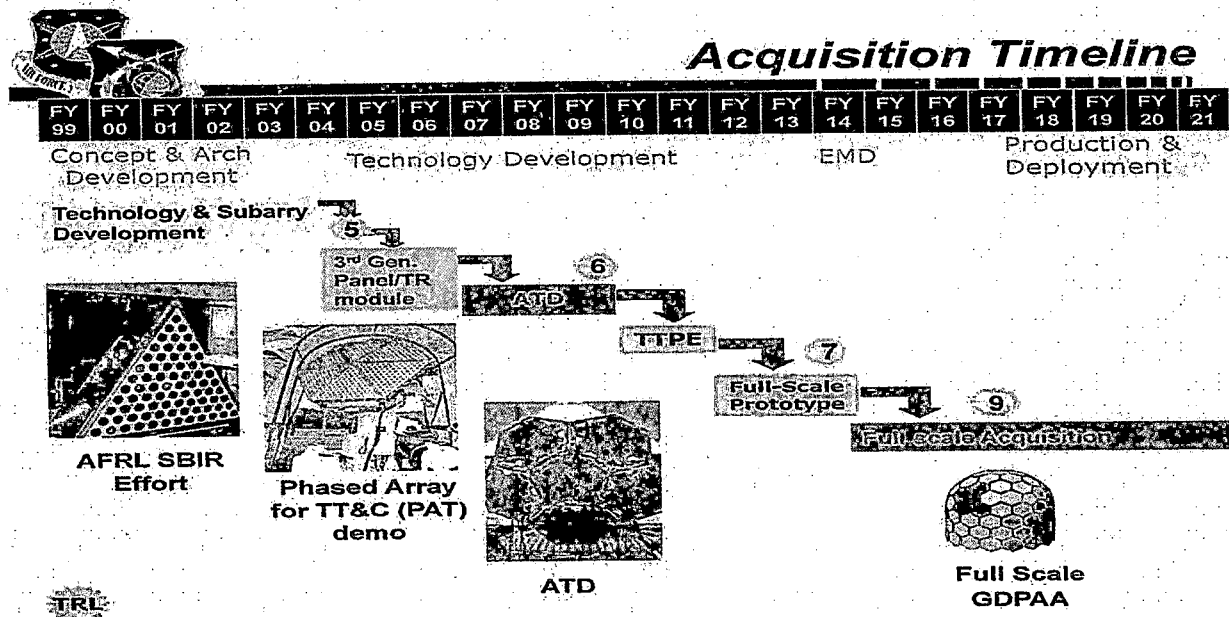 AIR FORCE
Acquisition Timeline
FY 99 FY 00 FY 01 FY 02 FY 03 FY 04 FY 05 FY 06 FY 07 FY 08 FY 09 FY 10 FY 11 FY 12 FY 13 FY 14 FY 15 FY 16 FY 17 FY 18 FY 19 FY 20 FY 21
Concept & Arch
Development
Technology Development
EMD
Production &
Deployment
Technology & Subarry
Development
5
3rd Gen.
Panel/TR
module
6
ATD
TTPE
7
Full-Scale
Prototype
9
Full scale Acquisition
AFRL SBIR
Effort
Phased Array
for TT&C (PAT)
demo
ATD
Full Scale
GDPAA
TRL